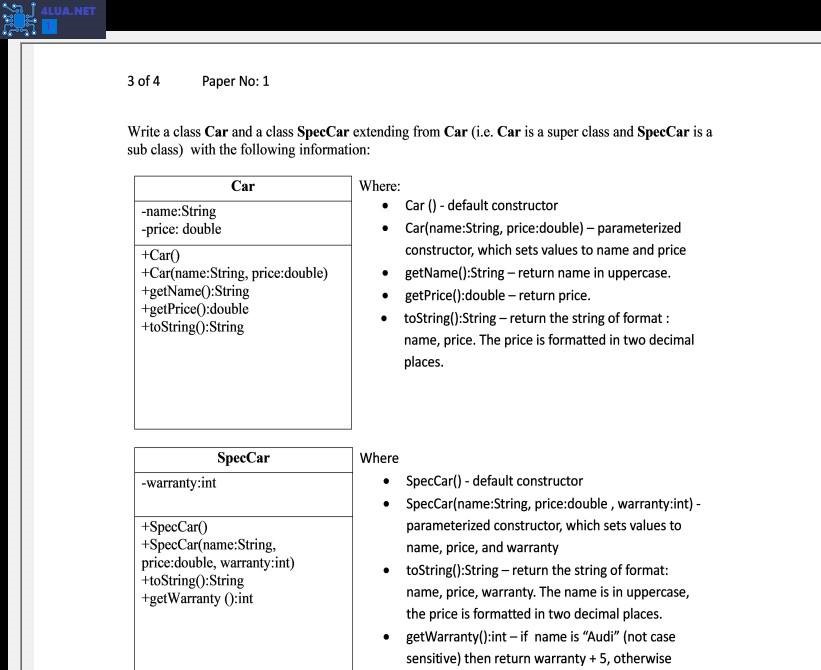 4LUA.NET
3 of 4 Paper No: 1
Write a class Car and a class SpecCar extending from Car (i.e. Car is a super class and SpecCar is a
sub class) with the following information:
Car
-name:String
-price: double
+Car()
+Car(name:String, price:double)
+getName():String
+getPrice():double
+toString():String
Where:
• Car () - default constructor
• Car(name:String, price:double) – parameterized
constructor, which sets values to name and price
• getName():String – return name in uppercase.
• getPrice():double – return price.
• toString():String – return the string of format :
name, price. The price is formatted in two decimal
places.
SpecCar
-warranty:int
+SpecCar()
+SpecCar(name:String,
price:double, warranty:int)
+toString():String
+getWarranty ():int
Where
• SpecCar() - default constructor
• SpecCar(name:String, price:double , warranty:int) -
parameterized constructor, which sets values to
name, price, and warranty
• toString():String – return the string of format:
name, price, warranty. The name is in uppercase,
the price is formatted in two decimal places.
• getWarranty():int – if name is “Audi” (not case
sensitive) then return warranty + 5, otherwise